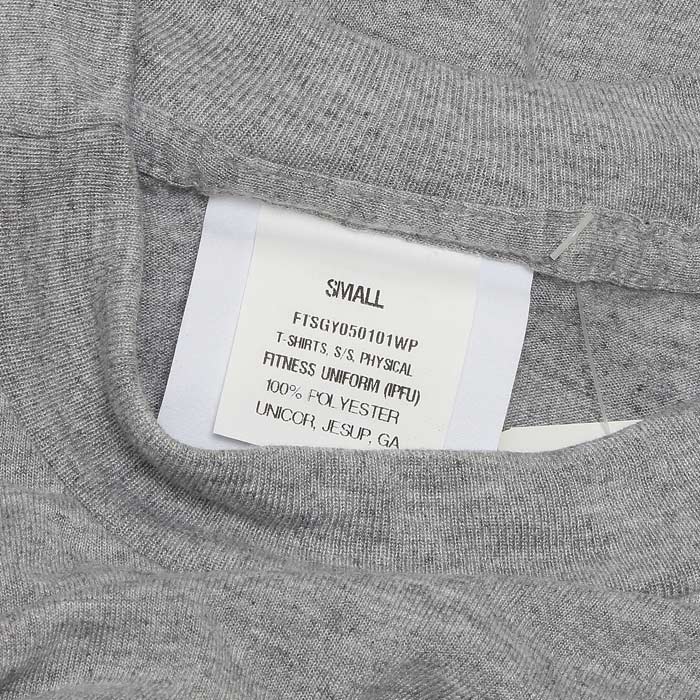 SMALL
FTSGY050101WP
T-SHIRTS, S/S, PHYSICAL
FITNESS UNIFORM (IPFU)
100% POLYESTER
UNICOR, JESUP, GA